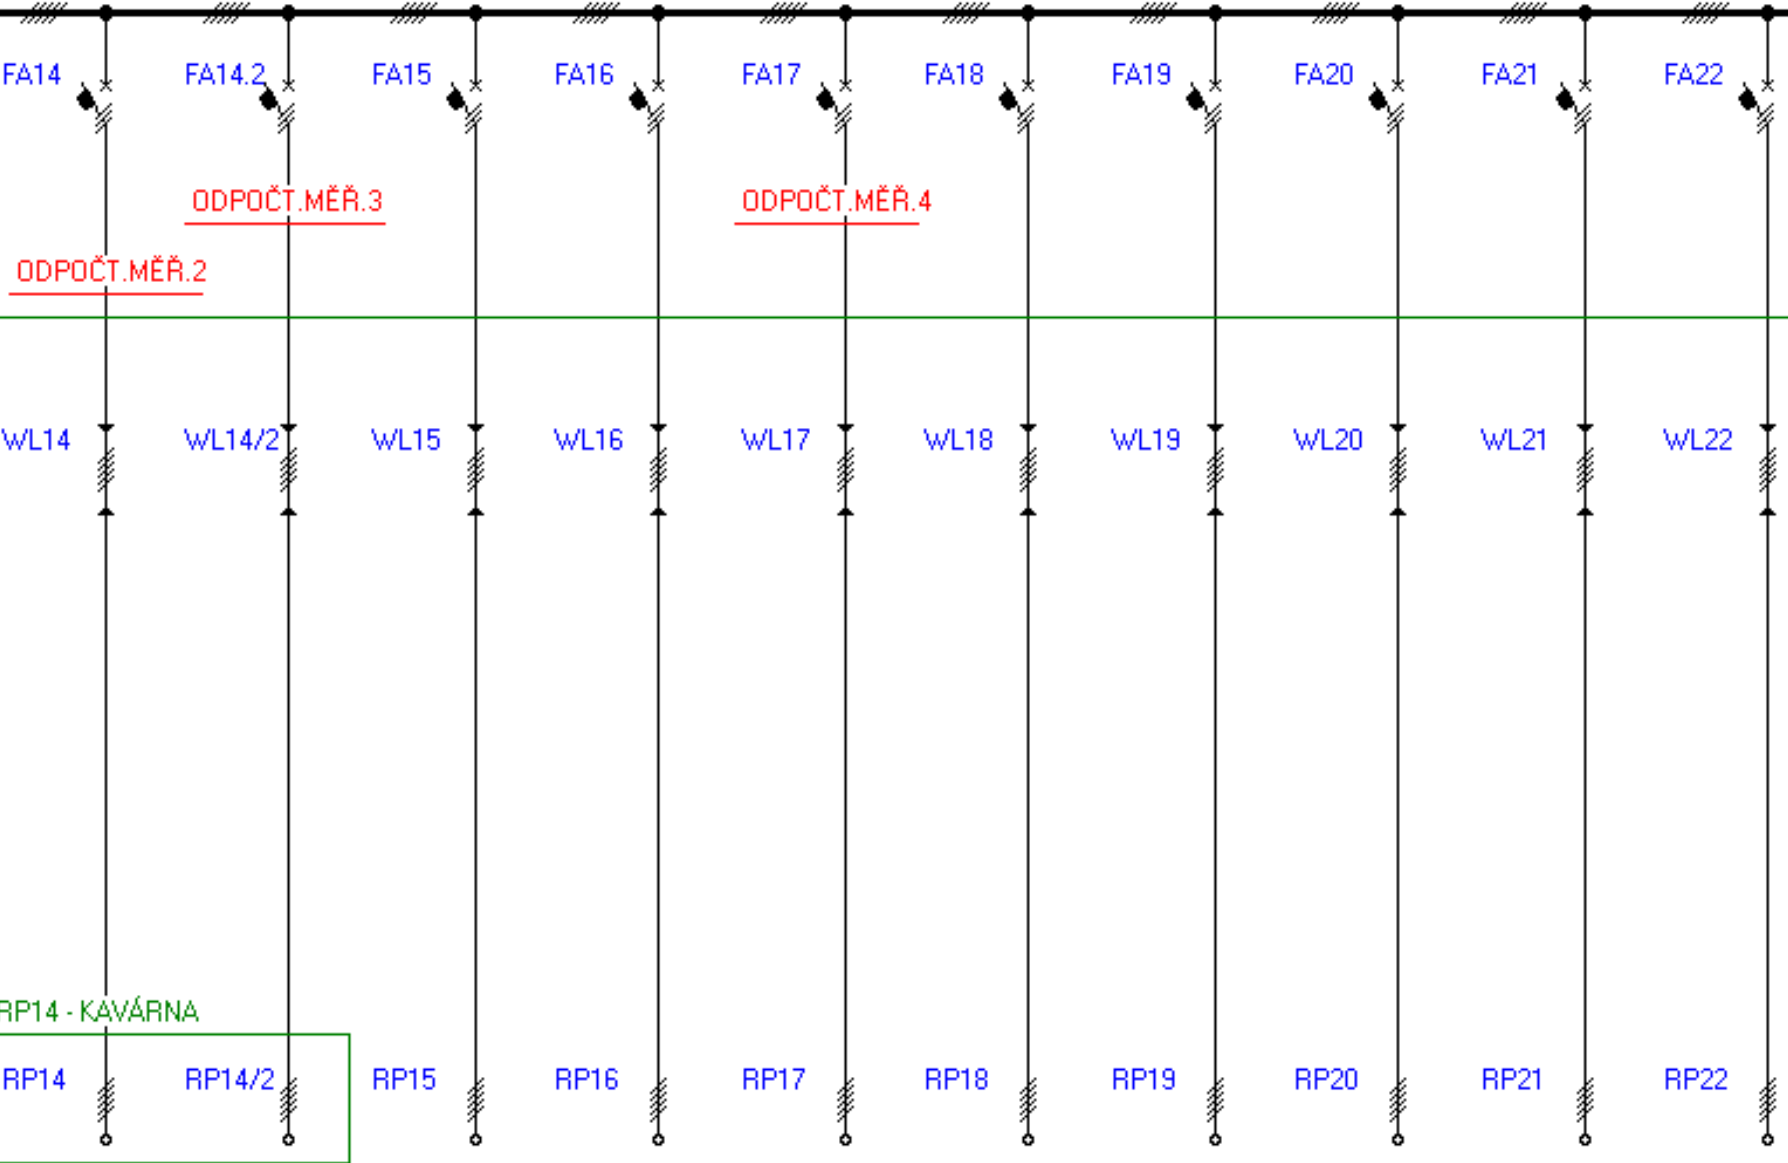 FA14 FA14.2 FA15 FA16 FA17 FA18 FA19 FA20 FA21 FA22
ODPOČT.MĚŘ.3 ODPOČT.MĚŘ.4
ODPOČT.MĚŘ.2
WL14 WL14/2 WL15 WL16 WL17 WL18 WL19 WL20 WL21 WL22
RP14 - KAVÁRNA
RP14 RP14/2 RP15 RP16 RP17 RP18 RP19 RP20 RP21 RP22